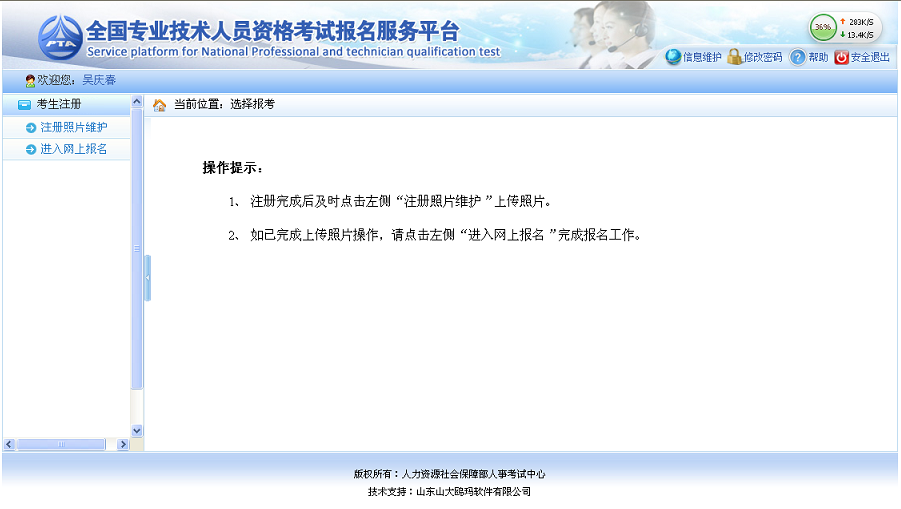 全国专业技术人员资格考试报名服务平台
Service platform for National Professional and technician qualification test
PTA
36%
203K/S
13.4K/S
信息维护 修改密码 帮助 安全退出
欢迎您：吴庆春
考生注册
注册照片维护
进入网上报名
当前位置：选择报考
操作提示：
1、 注册完成后及时点击左侧“注册照片维护 ”上传照片。
2、 如已完成上传照片操作，请点击左侧“进入网上报名 ”完成报名工作。
版权所有：人力资源社会保障部人事考试中心
技术支持：山东山大鸥玛软件有限公司